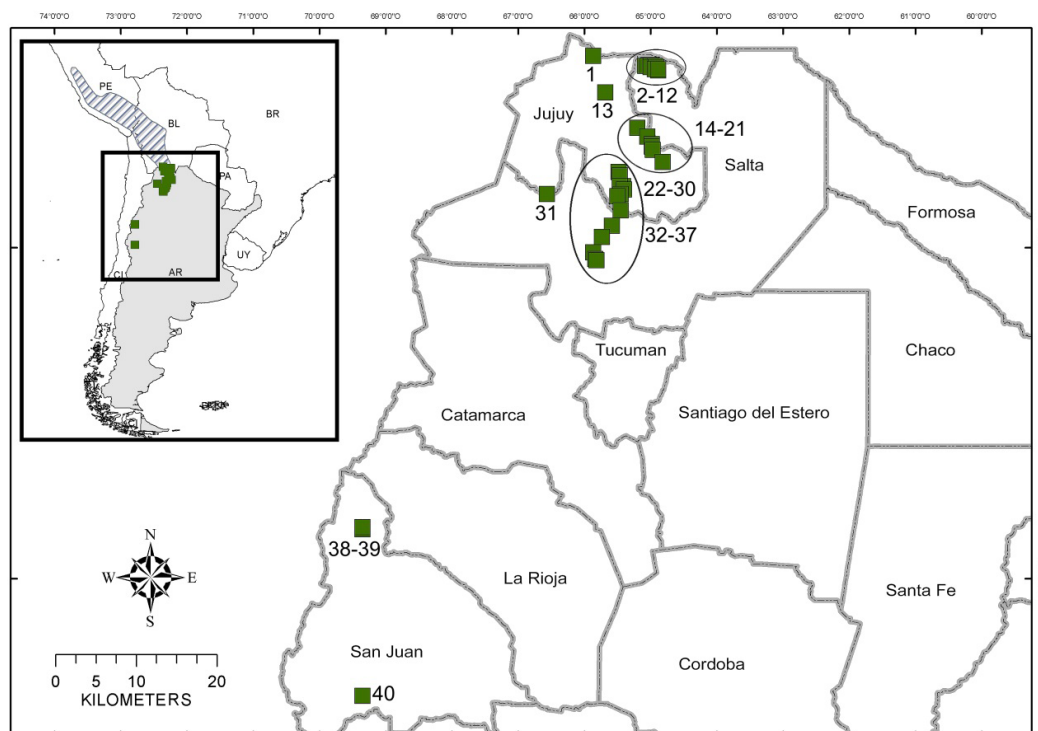 74°0'0"O 73°0'0"O 72°0'0"O 71°0'0"O 70°0'0"O 69°0'0"O 68°0'0"O 67°0'0"O 66°0'0"O 65°0'0"O 64°0'0"O 63°0'0"O 62°0'0"O 61°0'0"O 60°0'0"O
PE
BL
BR
PA
UY
CI
AR
CI
1
2-12
13
Jujuy
14-21
Salta
22-30
31
32-37
Formosa
Tucuman
Chaco
Catamarca
Santiago del Estero
38-39
La Rioja
Santa Fe
San Juan
Cordoba
40
N
W E
S
0 5 10 15 20
KILOMETERS